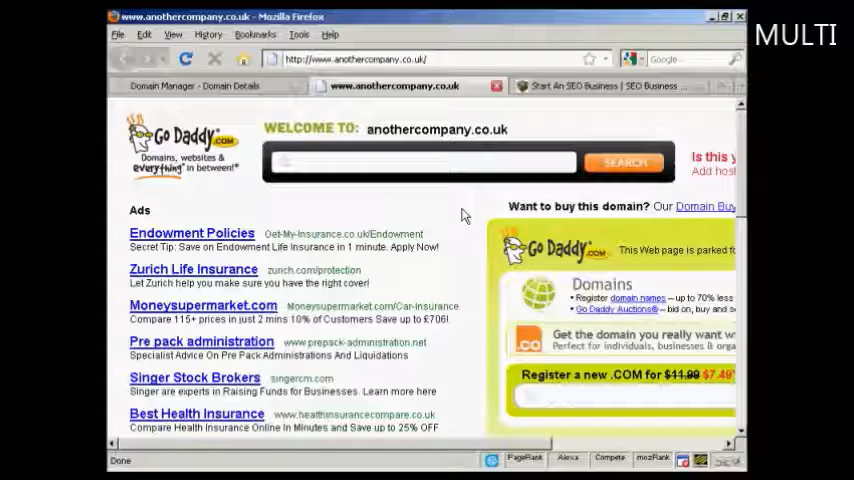 www.anothercompany.co.uk - Mozilla Firefox
MULTI
File Edit View History Bookmarks Tools Help
http://www.anothercompany.co.uk/
Google
Domain Manager - Domain Details
www.anothercompany.co.uk
Start An SEO Business | SEO Business ...
Go Daddy.COM
Domains, websites &
everything* in between!*
WELCOME TO: anothercompany.co.uk
SEARCH
Is this y
Add host
Want to buy this domain? Our Domain Buy
Ads
Endowment Policies Get-My-Insurance.co.uk/Endowment
Secret Tip: Save on Endowment Life Insurance in 1 minute. Apply Now!
Zurich Life Insurance zurich.com/protection
Let Zurich help you make sure you have the right cover!
Moneysupermarket.com Moneysupermarket.com/Car-insurance
Compare 115+ prices in just 2 mins 10% of Customers Save up to £706!
Pre pack administration www.prepack-administration.net
Specialist Advice On Pre Pack Administrations And Liquidations
Singer Stock Brokers singercm.com
Singer are experts in Raising Funds for Businesses. Learn more here
Best Health Insurance www.healthinsurancecompare.co.uk
Compare Health Insurance Online In Minutes and Save up to 25% OFF
Go Daddy.COM
This Web page is parked fo
Domains
• Register domain names – up to 70% less
• Go Daddy Auctions® – bid on, buy and s
.CO
Get the domain you really want w
Perfect for individuals, businesses & orga
Register a new .COM for $11.99 $7.49*
Done
PageRank
Alexa
Compete
mozRank
SEO